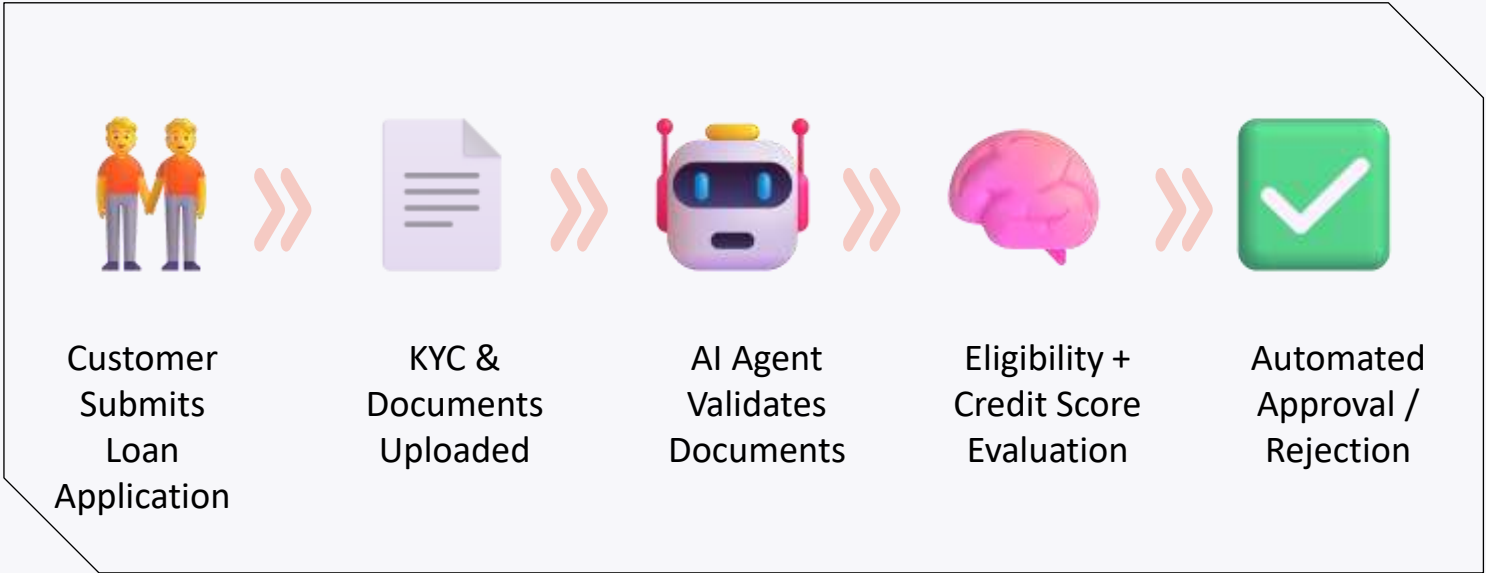 Customer
Submits
Loan
Application
KYC &
Documents
Uploaded
AI Agent
Validates
Documents
Eligibility +
Credit Score
Evaluation
Automated
Approval /
Rejection